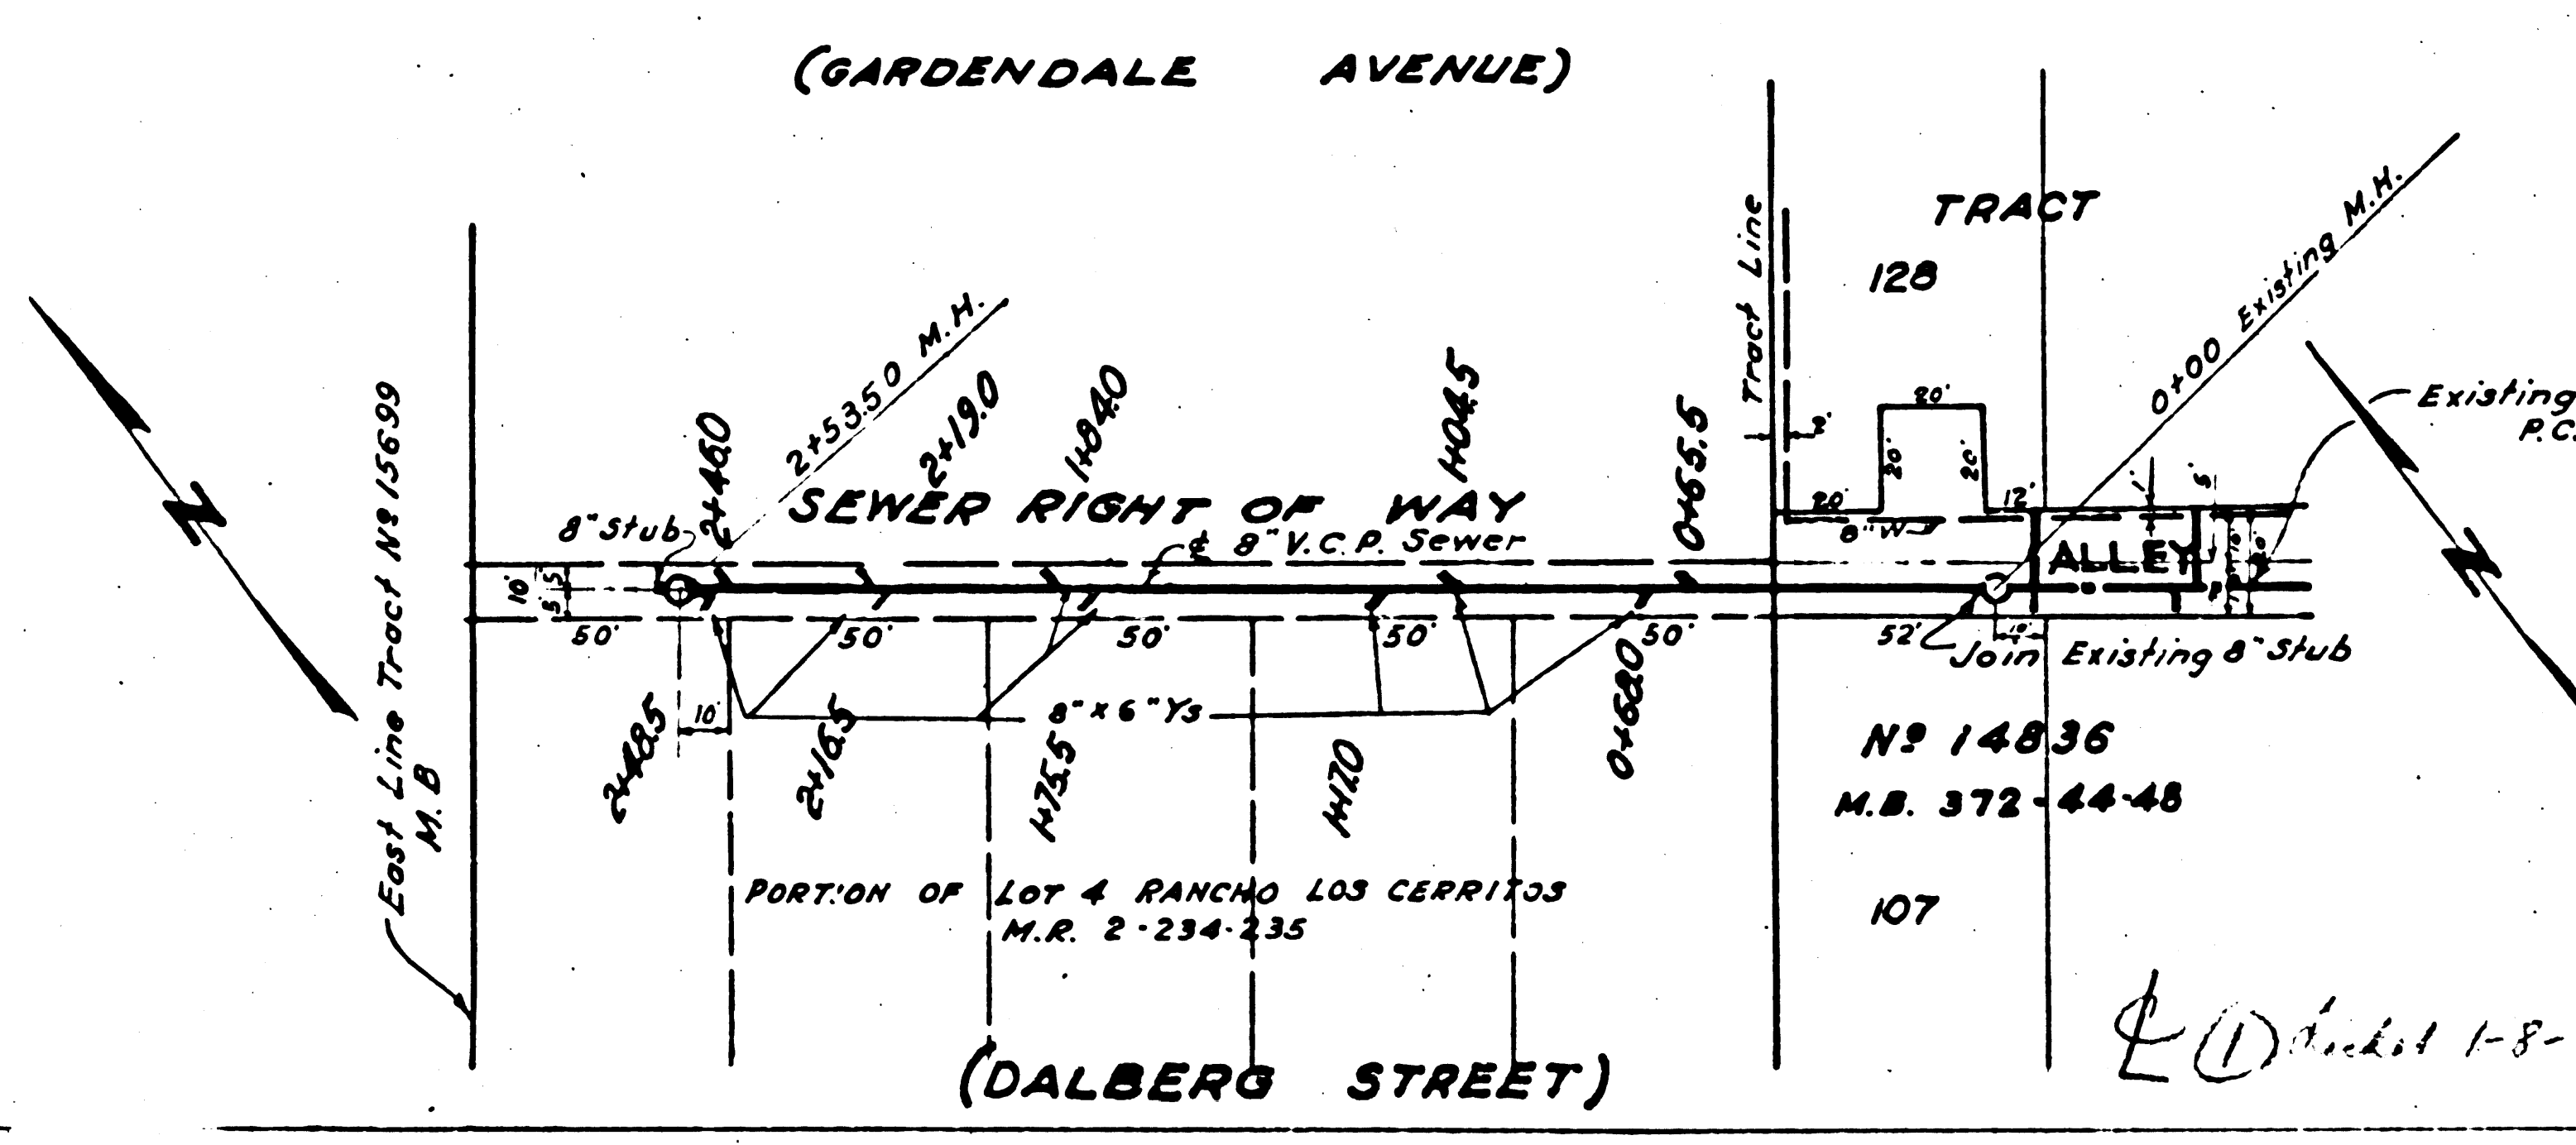 (GARDENDALE AVENUE)
TRACT
128
Tract Line
0+00 Existing M.H.
Existing
P.C.
2+53.50 M.H.
2+46.0
2+19.0
1+84.0
1+04.5
0+65.5
2'
20'
20'
20'
20'
12'
1'
5'
SEWER RIGHT OF WAY
8" Stub
℄ 8" V.C.P. Sewer
8" W
ALLEY
10'
5'
5'
10'
20'
50'
50'
50'
50'
50'
52'
10'
Join Existing 8" Stub
East Line Tract Nº 15699
M.B
10'
8" x 6" Ys
2+48.5
2+16.5
1+75.5
1+17.0
0+68.0
Nº 14836
M.B. 372-44-48
PORTION OF LOT 4 RANCHO LOS CERRITOS
M.R. 2-234-235
107
(DALBERG STREET)
℄ 1 1-8-